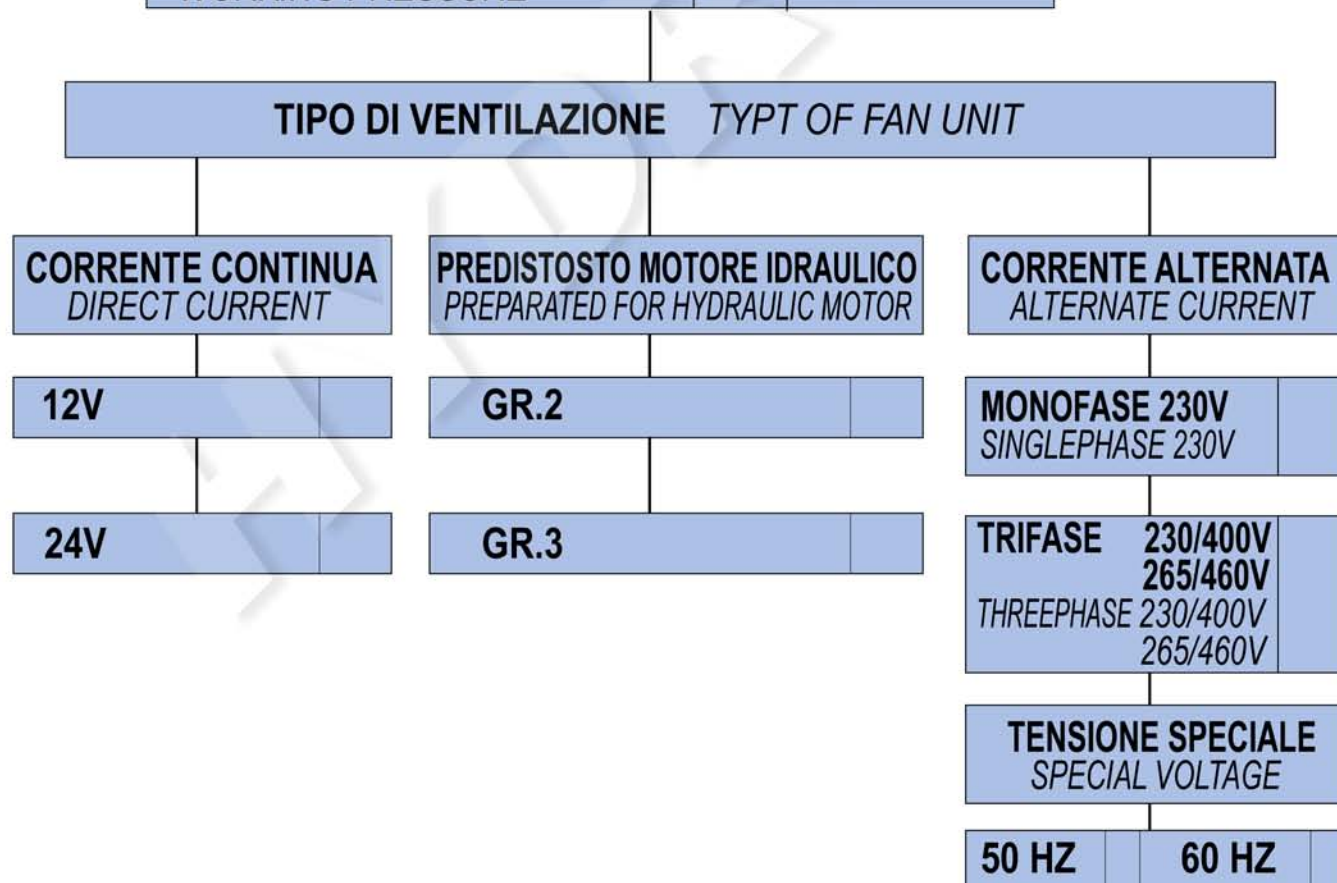 WORKING PRESSURE
TIPO DI VENTILAZIONE TYPT OF FAN UNIT
CORRENTE CONTINUA
DIRECT CURRENT
12V
24V
PREDISTOSTO MOTORE IDRAULICO
PREPARATED FOR HYDRAULIC MOTOR
GR.2
GR.3
CORRENTE ALTERNATA
ALTERNATE CURRENT
MONOFASE 230V
SINGLEPHASE 230V
TRIFASE 230/400V
265/460V
THREEPHASE 230/400V
265/460V
TENSIONE SPECIALE
SPECIAL VOLTAGE
50 HZ 60 HZ